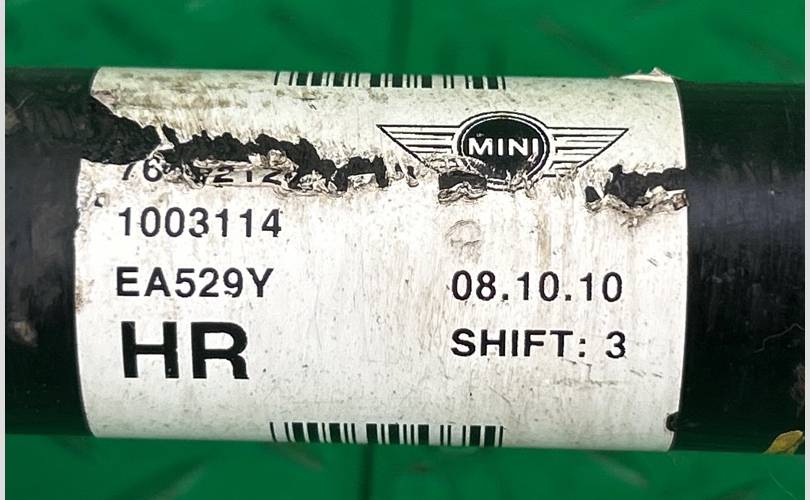 MINI
1003114
EA529Y
08.10.10
HR
SHIFT: 3